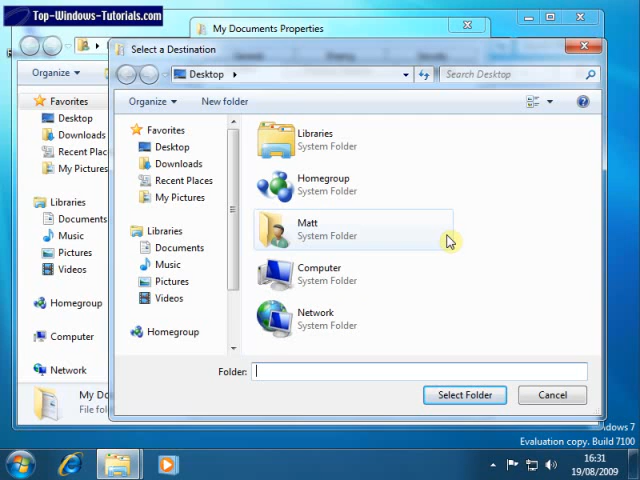 Top-Windows-Tutorials.com
My Documents Properties
Select a Destination
Desktop
Search Desktop
Organize
Organize
New folder
Favorites
Desktop
Downloads
Recent Plac
My Pictures
Libraries
Documents
Music
Pictures
Videos
Homegroup
Computer
Network
Favorites
Desktop
Downloads
Recent Places
My Pictures
Libraries
Documents
Music
Pictures
Videos
Homegroup
Libraries
System Folder
Homegroup
System Folder
Matt
System Folder
Computer
System Folder
Network
System Folder
Folder:
Select Folder
Cancel
My Do
File fol
ndows 7
Evaluation copy. Build 7100
16:31
19/08/2009